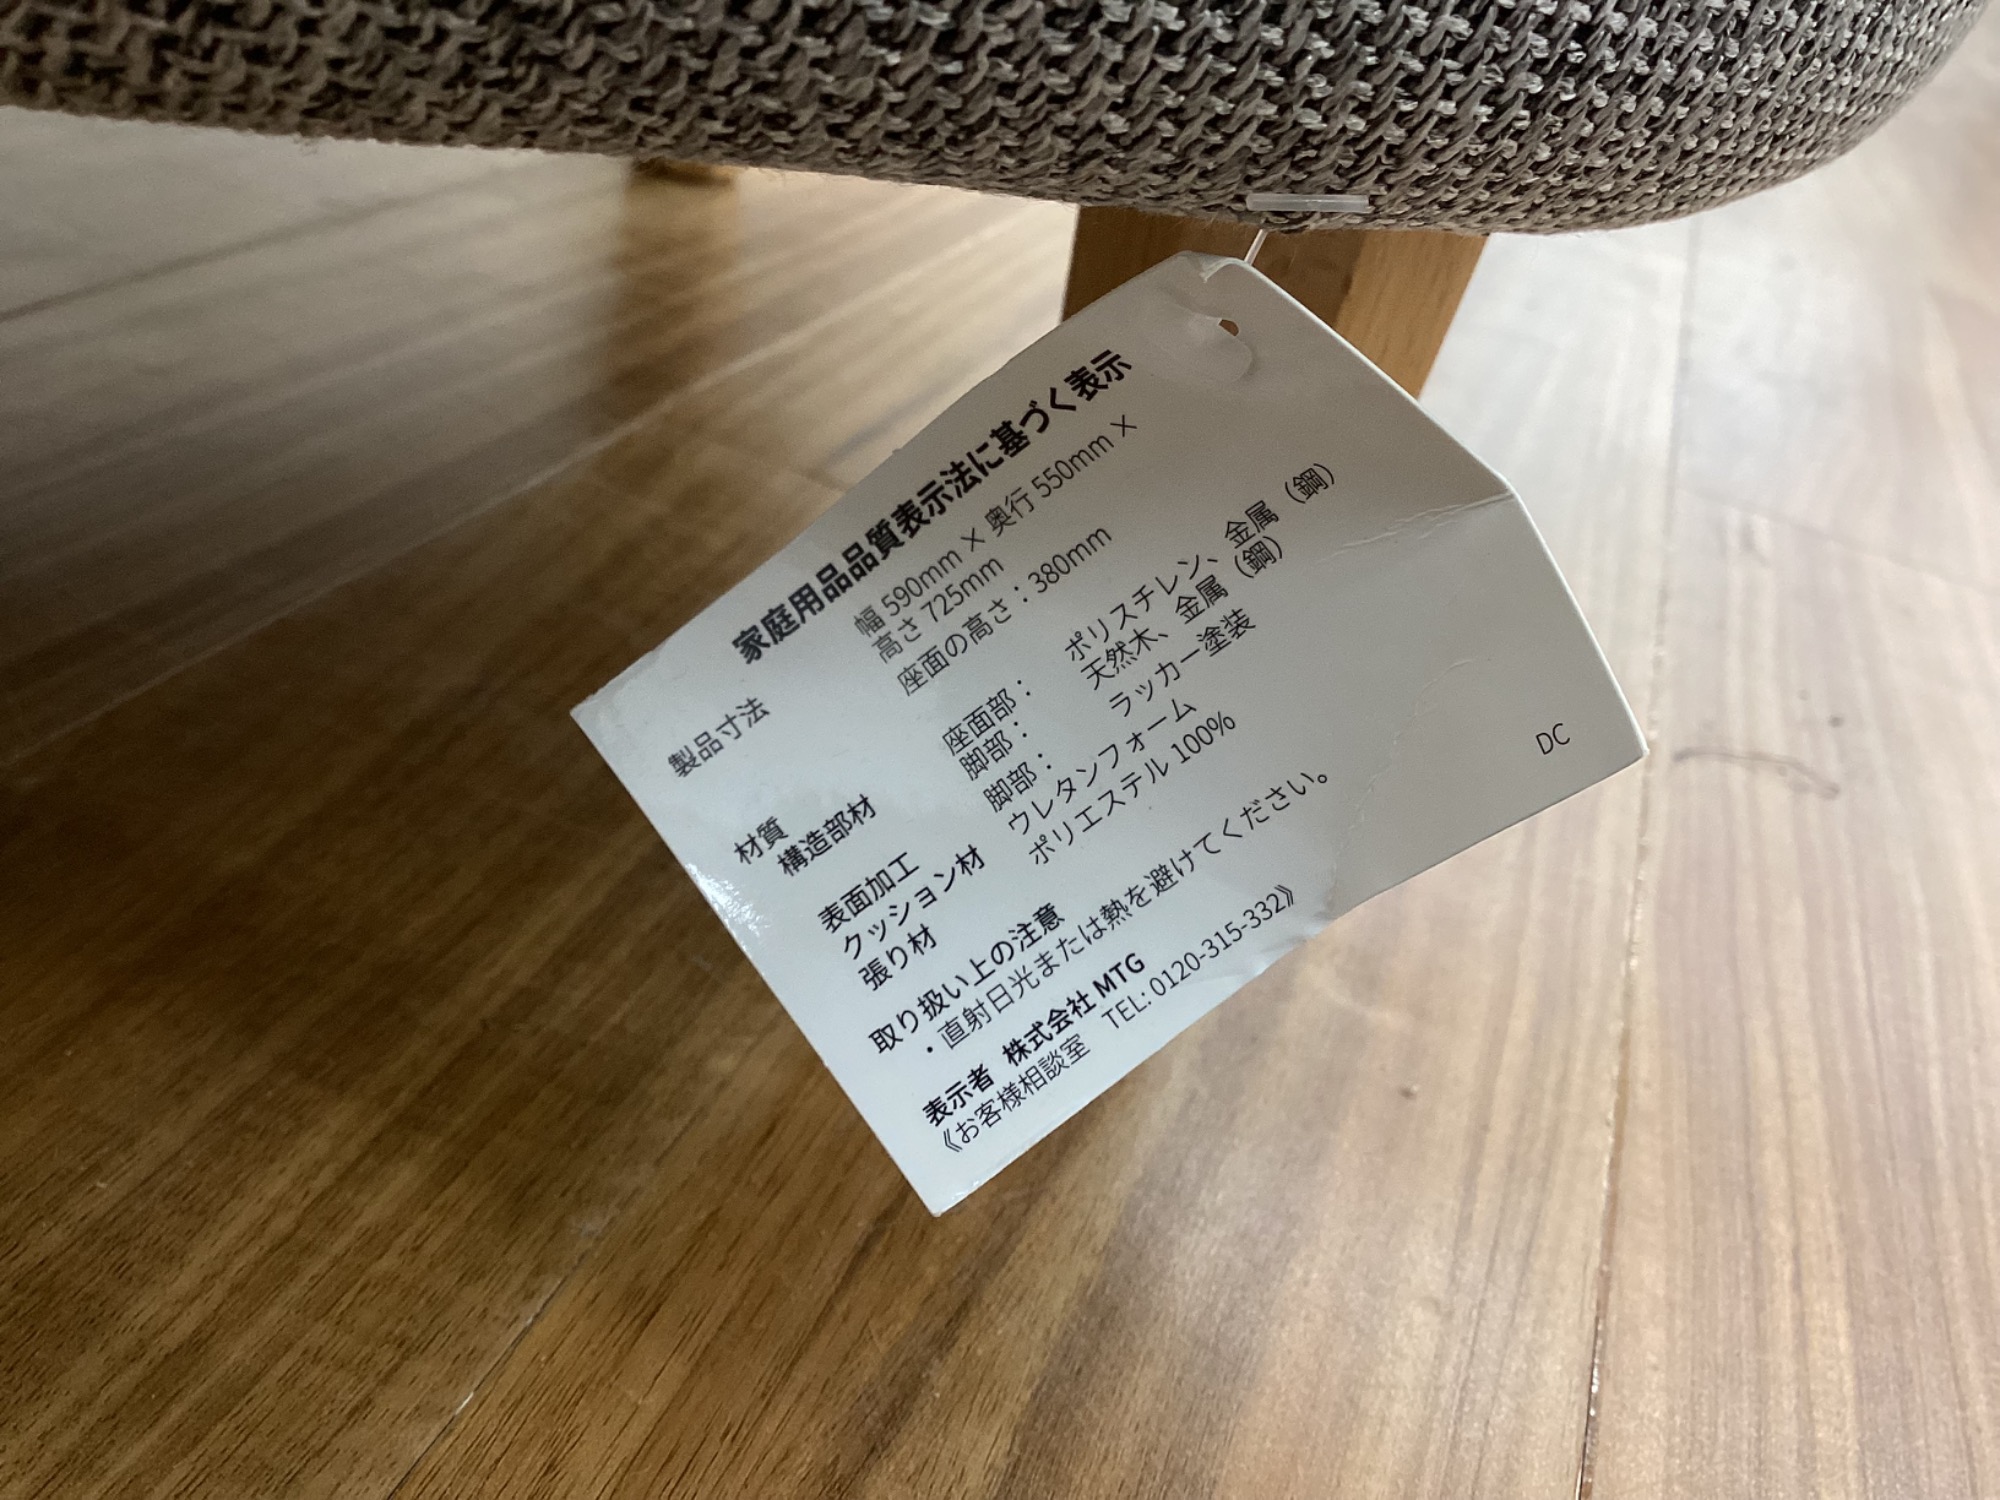 家庭用品品質表示法に基づく表示
製品寸法 幅 590mm × 奥行 550mm ×
高さ 725mm
座面の高さ：380mm
材質
構造部材 座面部： ポリスチレン、金属（鋼）
脚部： 天然木、金属（鋼）
表面加工 脚部： ラッカー塗装
クッション材 ウレタンフォーム
張り材 ポリエステル 100%
取り扱い上の注意
・直射日光または熱を避けてください。
表示者 株式会社 MTG
《お客様相談室 TEL: 0120-315-332》
DC